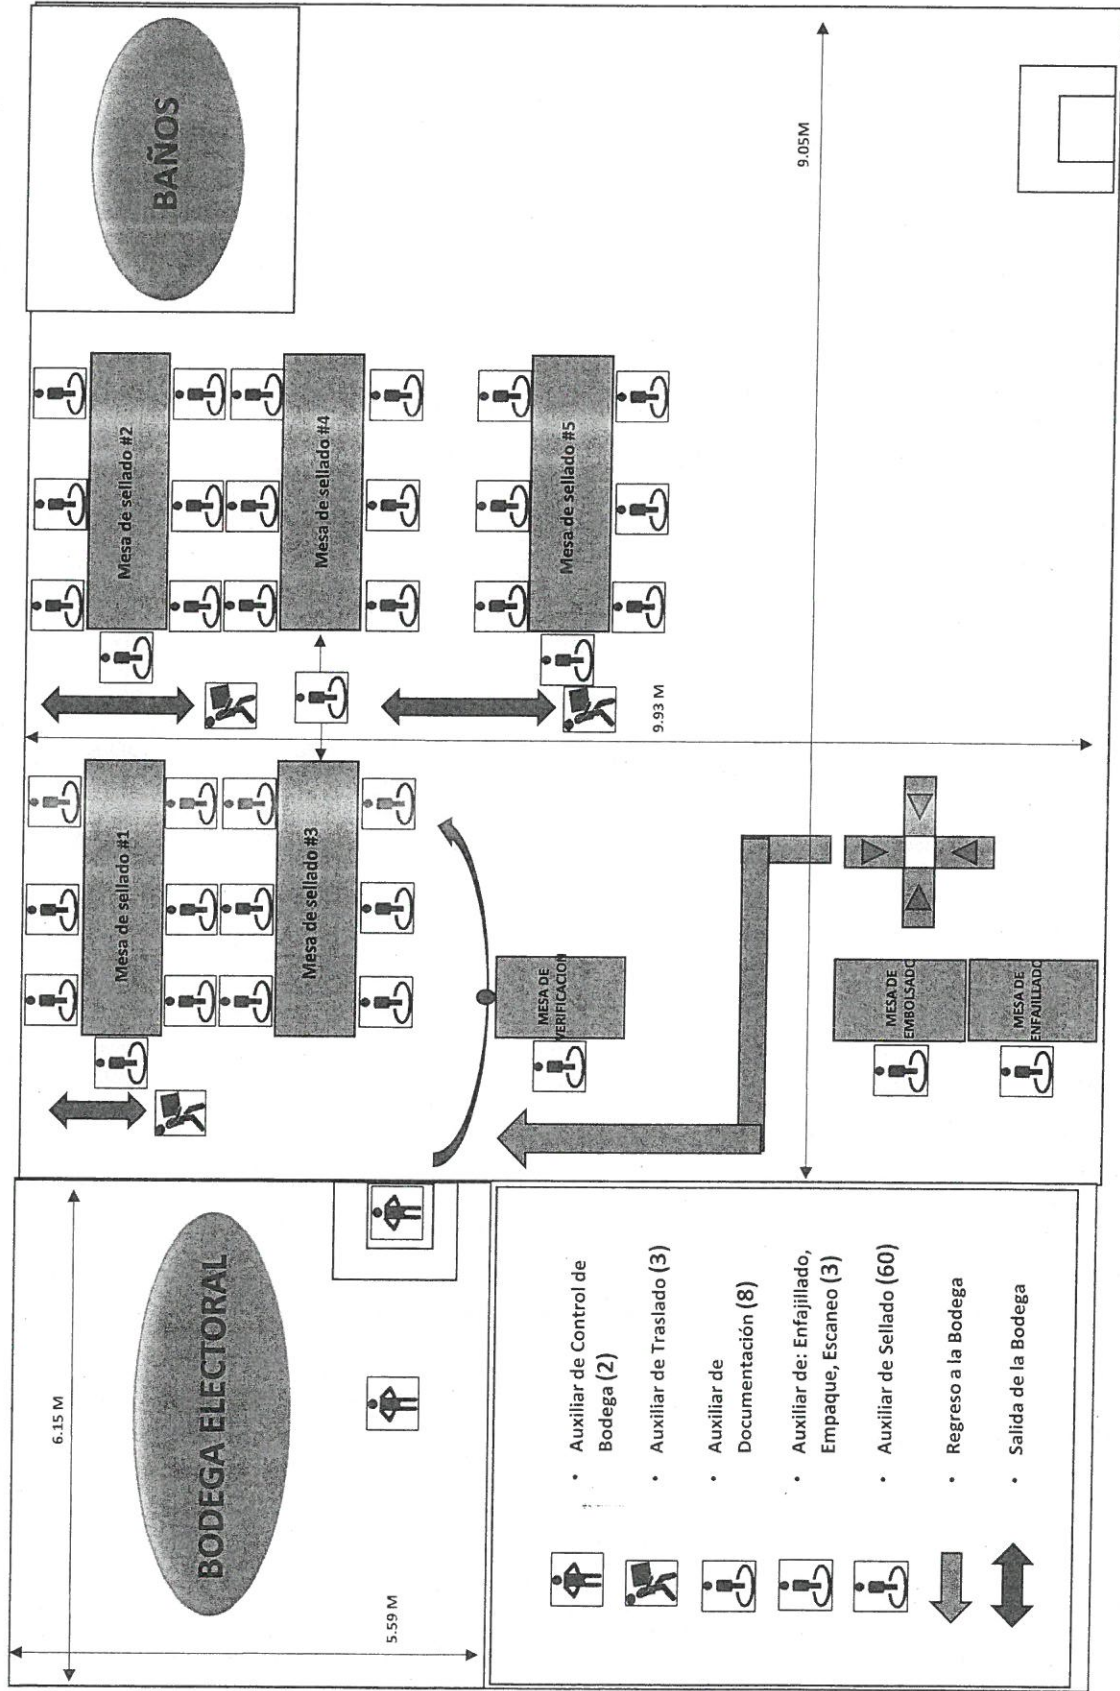 BODEGA ELECTORAL
6.15 M
5.59 M
Mesa de sellado #1
Mesa de sellado #2
BAÑOS
Mesa de sellado #3
Mesa de sellado #4
Mesa de sellado #5
9.93 M
9.05M
MESA DE
VERIFICACION
MESA DE
EMBOLSADO
MESA DE
ENFAJILLADO
• Auxiliar de Control de
Bodega (2)
• Auxiliar de Traslado (3)
• Auxiliar de
Documentación (8)
• Auxiliar de: Enfajillado,
Empaque, Escaneo (3)
• Auxiliar de Sellado (60)
• Regreso a la Bodega
• Salida de la Bodega